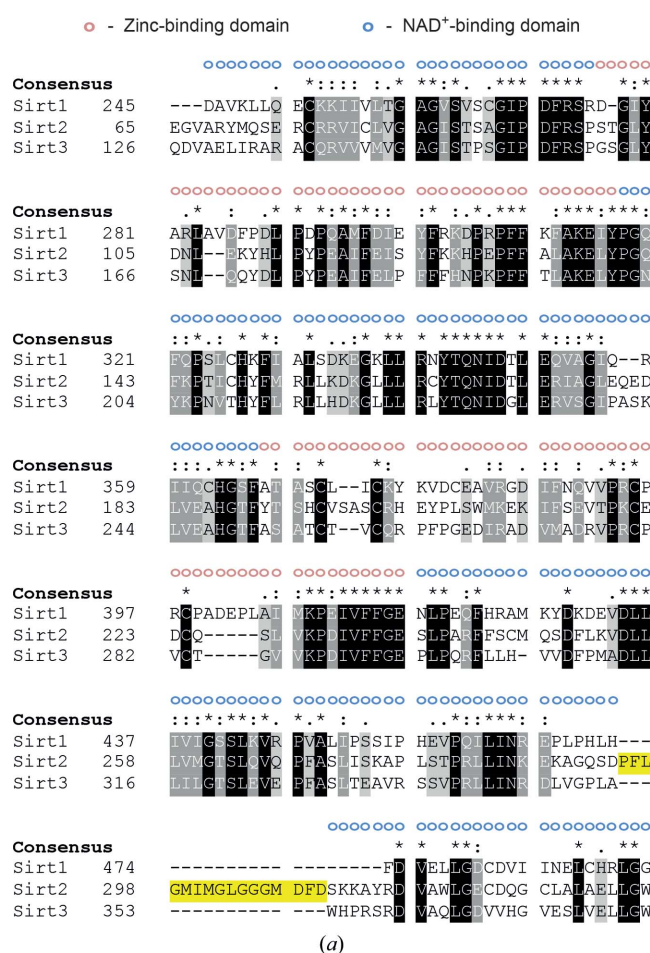 o - Zinc-binding domain o - NAD+-binding domain
Consensus . *::::.:* **:*. *** **** *:*
Sirt1 245 ---DAVKLLQ ECKKIIVLTG AGVSVSCGIP DFRSRD-GIY
Sirt2 65 EGVARYMQSER CRRVICLVG AGISTSAGIP DFRSPSTGLY
Sirt3 126 QDVAELIRARA CQRVVVMVG AGISTPSGIP DFRSPGSGLY
Consensus .* : .* * **:*:*: *: :.*.*** * ****:***
Sirt1 281 ARLAVDFPDL PDPQAMFDIE YFRKDPRPFF KFAKEIYPGQ
Sirt2 105 DNL--EKYHL PYPEAIFEIS YFKKHPEPFF ALAKELYPGQ
Sirt3 166 SNL--QQYDL PYPEAIFELP FFFHNPKPFF TLAKELYPGN
Consensus ::*. *:*: *: :.*:** * ****** * *::.**
Sirt1 321 FQPSLCHKFI ALSDKEGKLL RNYTQNIDTL EQVAGIQ--R
Sirt2 143 FKPTICHYFM RLLKDKGLLL RCYTQNIDTL ERIAGLEQED
Sirt3 204 YKPNVTHYFL RLLHDKGLLL RLYTQNIDGL ERVSGIPASK
Consensus ::.**:* .: * *: .: .: :: :.*:*
Sirt1 359 IIQCHGSFAT ASCL--ICKY KVDCEAVRGD IFNQVVPRCP
Sirt2 183 LVEAHGTFYT SHCVSASCRH EYPLSWMKEK IFSEVTPKCE
Sirt3 244 LVEAHGTFAS ATCT-VCQR PFPGEDIRAD VMADRVPRCP
Consensus * .: ***:****** **. *: * ***
Sirt1 397 RCPADEPLAI MKPEIVFFGE NLPEQFHRAM KYDKDEVDLL
Sirt2 223 DCQ-----SL VKPDIVFFGE SLPARFFSCM QSDFLKVDLL
Sirt3 282 VCT-----GV VKPDIVFFGE PLPQRFLLH- VVDFPMADLL
Consensus :::*:**:*. **:*: . ..**:***: :
Sirt1 437 IVIGSSLKVR PVALIPSSIP HEVPQILINR EPLPHLH---
Sirt2 258 LVMGTSLQVQ PFASLISKAP LSTPRLLINK EKAGQSDPFL
Sirt3 316 LILGTSLEVE PFASLTEAVR SSVPRLLINR DLVGPLA---
Consensus * * **: * :**
Sirt1 474 ---------- ------- FD VELLGDCDVI INELCHRLGG
Sirt2 298 GMIMGLGGGM DFDSKKAYRD VAWLGECDQG CLALAELLGW
Sirt3 353 ---------- ---WHPRSRD VAQLGDVVHG VESLVELLGW
(a)